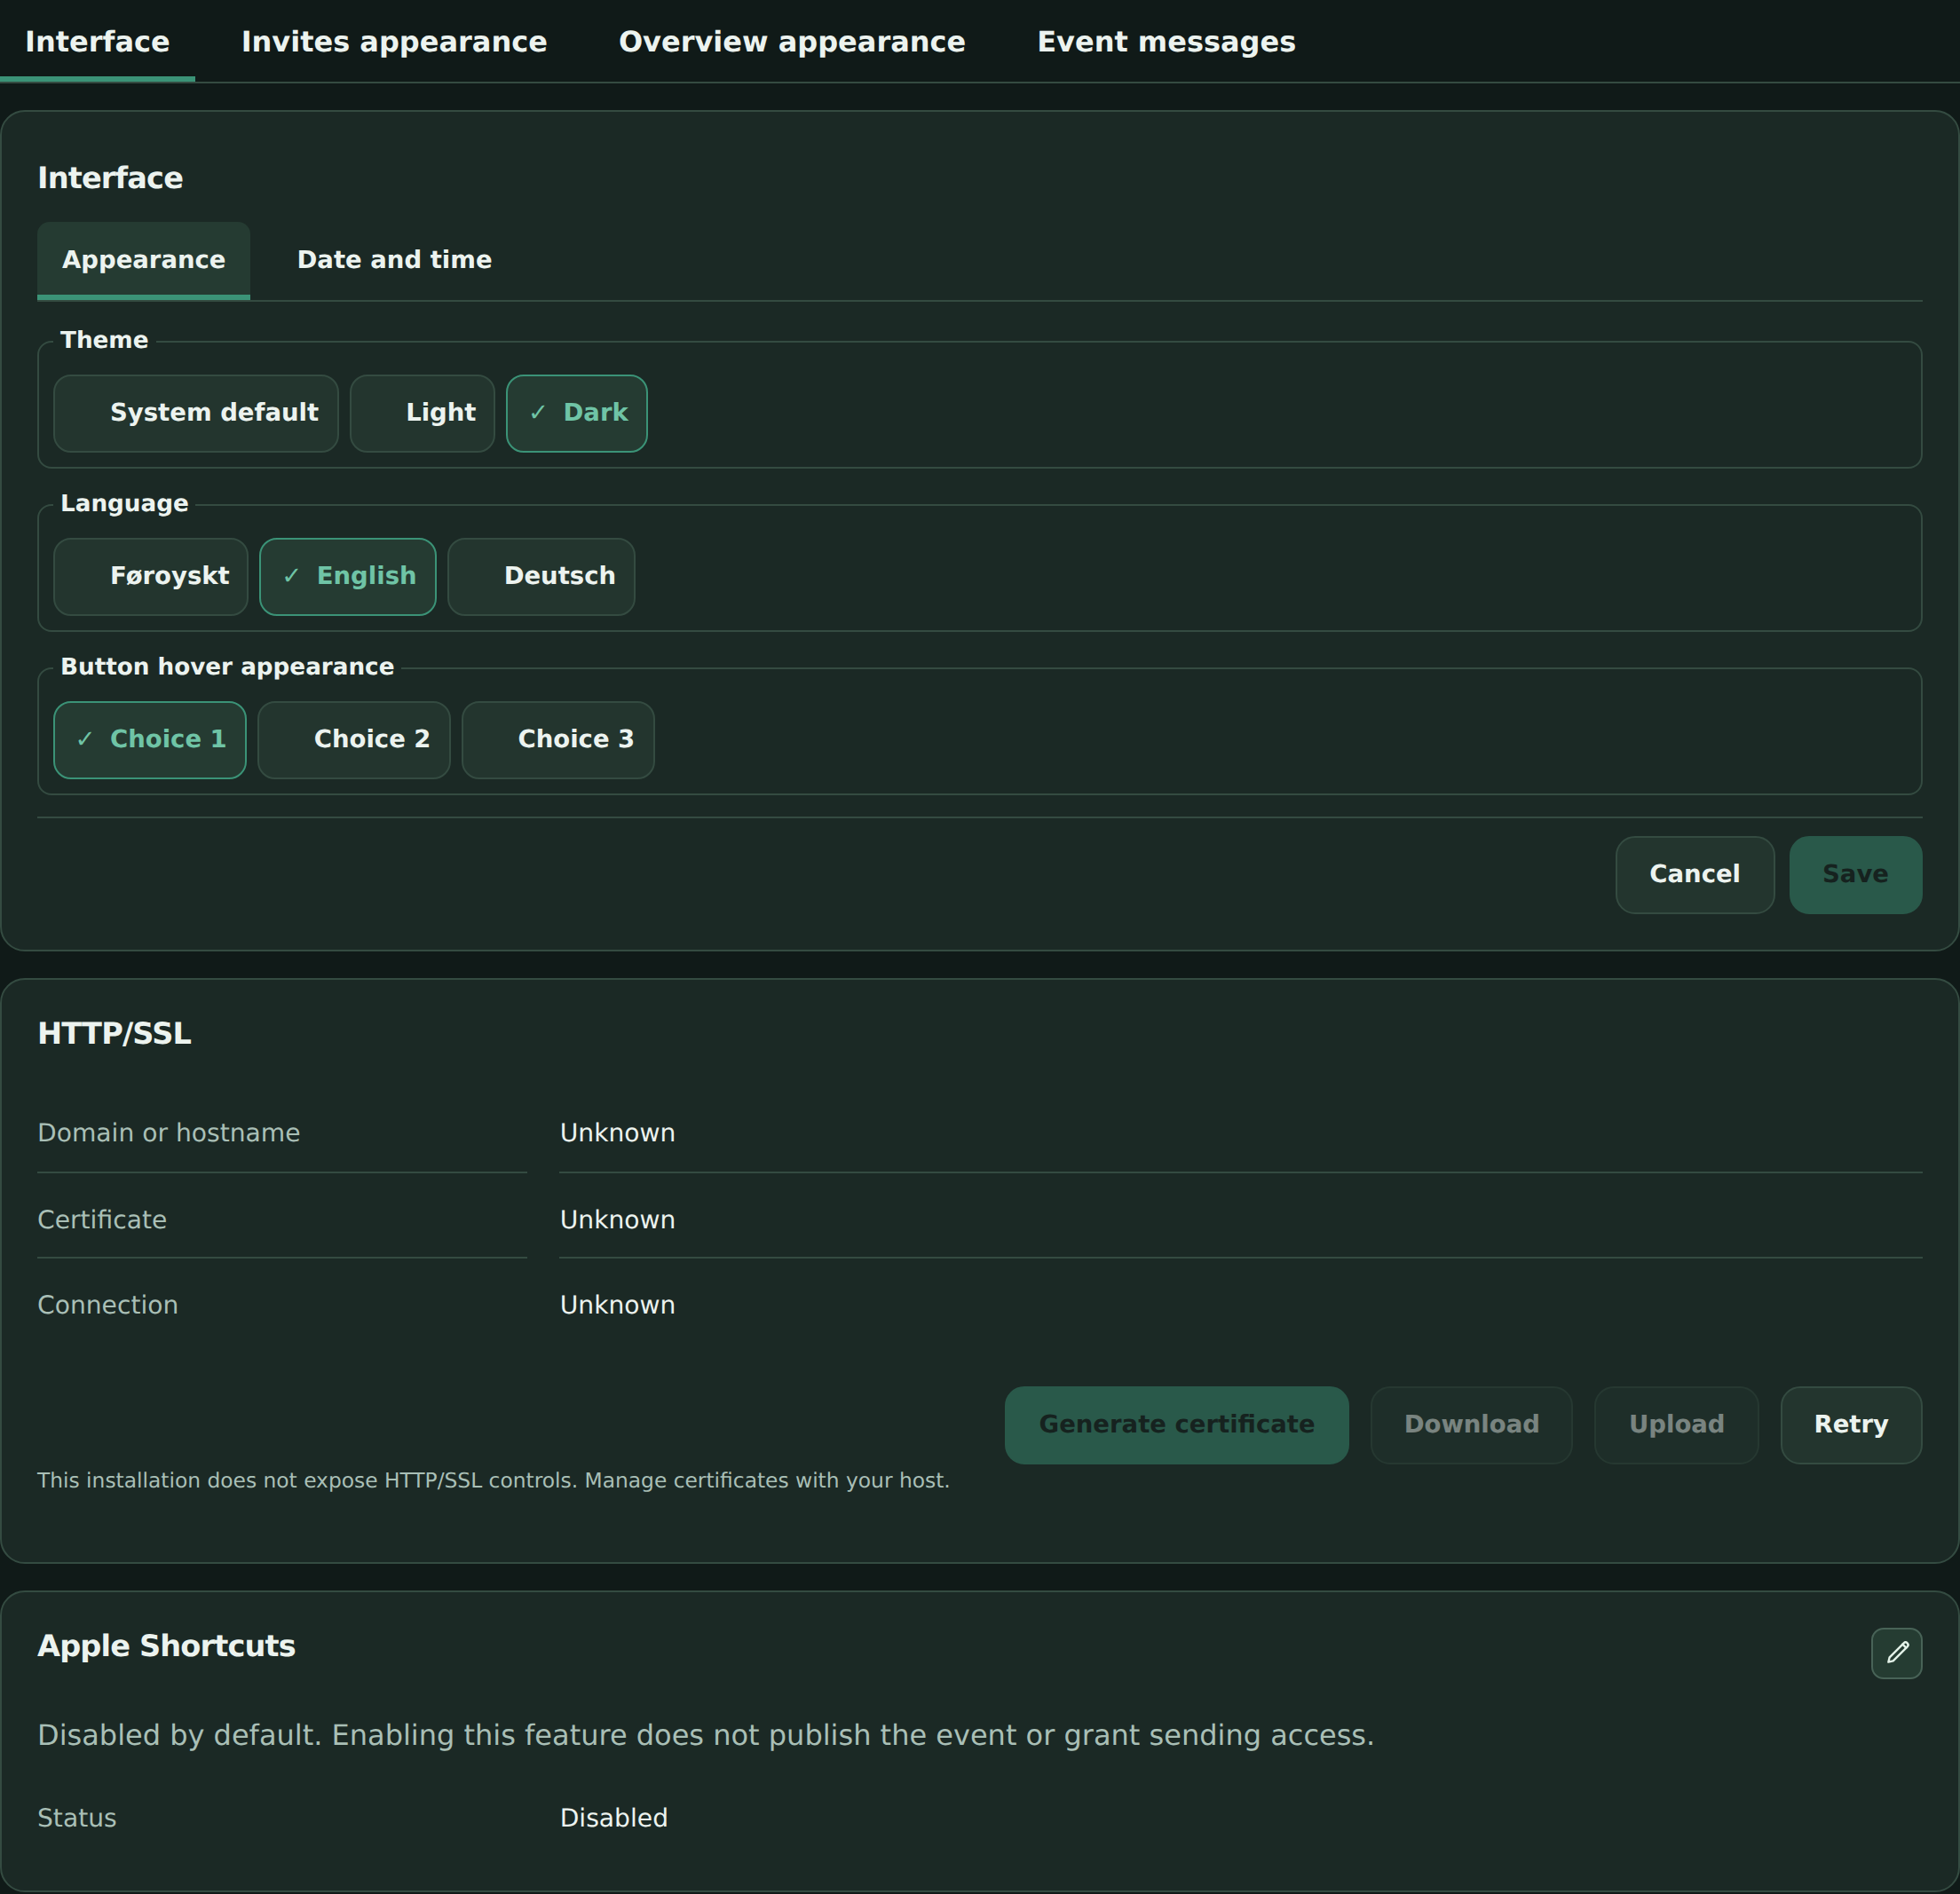 Interface Invites appearance Overview appearance Event messages
Interface
Appearance Date and time
Theme
System default Light ✓ Dark
Language
Føroyskt ✓ English Deutsch
Button hover appearance
✓ Choice 1 Choice 2 Choice 3
Cancel Save
HTTP/SSL
Domain or hostname Unknown
Certificate Unknown
Connection Unknown
Generate certificate Download Upload Retry
This installation does not expose HTTP/SSL controls. Manage certificates with your host.
Apple Shortcuts
Disabled by default. Enabling this feature does not publish the event or grant sending access.
Status Disabled